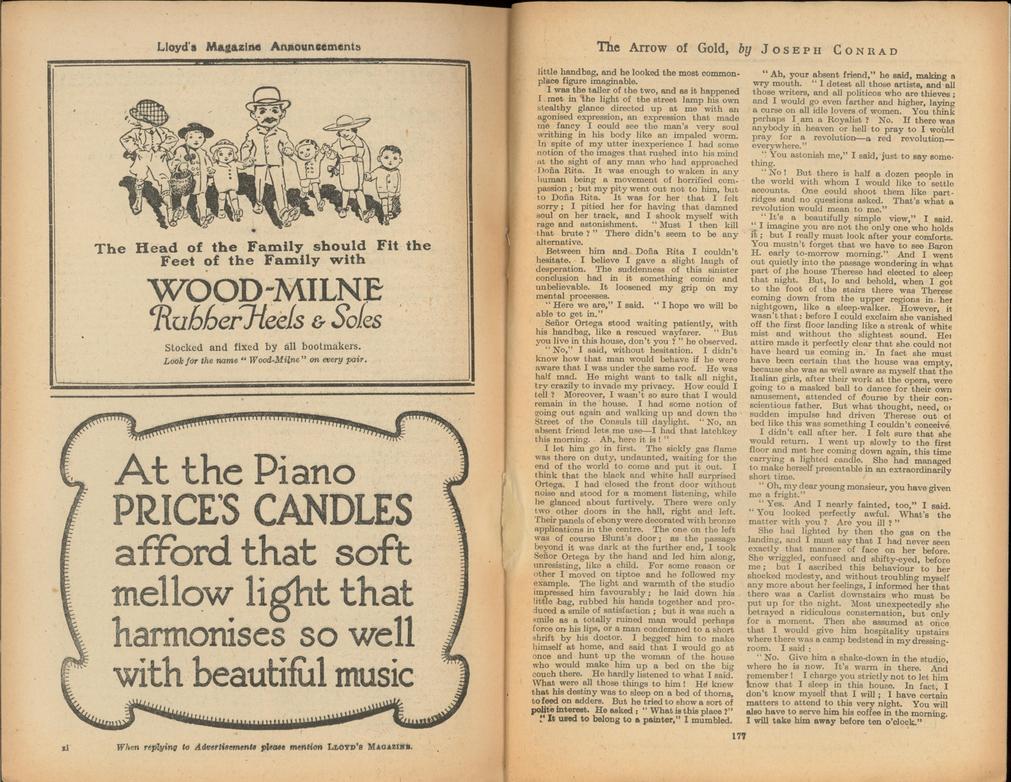 Lloyd's Magazine Announcements
The Head of the Family should Fit the
Feet of the Family with
WOOD-MILNE
Rubber Heels & Soles
Stocked and fixed by all bootmakers.
Look for the name "Wood-Milne" on every pair.
At the Piano
PRICE'S CANDLES
afford that soft
mellow light that
harmonises so well
with beautiful music
xi When replying to Advertisements please mention LLOYD'S MAGAZINE.
The Arrow of Gold, by JOSEPH CONRAD
little handbag, and he looked the most common-
place figure imaginable.
I was the taller of the two, and as it happened
I met in the light of the street lamp his own
stealthy glance directed up at me with an
agonised expression, an expression that made
me fancy I could see the man's very soul
writhing in his body like an impaled worm.
In spite of my utter inexperience I had some
notion of the images that rushed into his mind
at the sight of any man who had approached
Doña Rita. It was enough to waken in any
human being a movement of horrified com-
passion ; but my pity went out not to him, but
to Doña Rita. It was for her that I felt
sorry ; I pitied her for having that damned
soul on her track, and I shook myself with
rage and astonishment. "Must I then kill
that brute ?" There didn't seem to be any
alternative.
Between him and Doña Rita I couldn't
hesitate. I believe I gave a slight laugh of
desperation. The suddenness of this sinister
conclusion had in it something comic and
unbelievable. It loosened my grip on my
mental processes.
"Here we are," I said. "I hope we will be
able to get in."
Señor Ortega stood waiting patiently, with
his handbag, like a rescued wayfarer. "But
you live in this house, don't you ?" he observed.
"No," I said, without hesitation. I didn't
know how that man would behave if he were
aware that I was under the same roof. He was
half mad. He might want to talk all night,
try crazily to invade my privacy. How could I
tell ? Moreover, I wasn't so sure that I would
remain in the house. I had some notion of
going out again and walking up and down the
Street of the Consuls till daylight. "No, an
absent friend lets me use—I had that latchkey
this morning. Ah, here it is !"
I let him go in first. The sickly gas flame
was there on duty, undaunted, waiting for the
end of the world to come and put it out. I
think that the black and white hall surprised
Ortega. I had closed the front door without
noise and stood for a moment listening, while
he glanced about furtively. There were only
two other doors in the hall, right and left.
Their panels of ebony were decorated with bronze
applications in the centre. The one on the left
was of course Blunt's door ; as the passage
beyond it was dark at the further end, I took
Señor Ortega by the hand and led him along,
unresisting, like a child. For some reason or
other I moved on tiptoe and he followed my
example. The light and warmth of the studio
impressed him favourably ; he laid down his
little bag, rubbed his hands together and pro-
duced a smile of satisfaction ; but it was such a
smile as a totally ruined man would perhaps
force on his lips, or a man condemned to a short
shrift by his doctor. I begged him to make
himself at home, and said that I would go at
once and hunt up the woman of the house
who would make him up a bed on the big
couch there. He hardly listened to what I said.
What were all those things to him ! He knew
that his destiny was to sleep on a bed of thorns,
to feed on adders. But he tried to show a sort of
polite interest. He asked ; "What is this place ?"
"It used to belong to a painter," I mumbled.
"Ah, your absent friend," he said, making a
wry mouth. "I detest all those artists, and all
those writers, and all politicos who are thieves ;
and I would go even farther and higher, laying
a curse on all idle lovers of women. You think
perhaps I am a Royalist ? No. If there was
anybody in heaven or hell to pray to I would
pray for a revolution—a red revolution—
everywhere."
"You astonish me," I said, just to say some-
thing.
"No ! But there is half a dozen people in
the world with whom I would like to settle
accounts. One could shoot them like part-
ridges and no questions asked. That's what a
revolution would mean to me."
"It's a beautifully simple view," I said.
"I imagine you are not the only one who holds
it ; but I really must look after your comforts.
You mustn't forget that we have to see Baron
H. early to-morrow morning." And I went
out quietly into the passage wondering in what
part of the house Therese had elected to sleep
that night. But, lo and behold, when I got
to the foot of the stairs there was Therese
coming down from the upper regions in her
nightgown, like a sleep-walker. However, it
wasn't that : before I could exclaim she vanished
off the first floor landing like a streak of white
mist and without the slightest sound. Her
attire made it perfectly clear that she could not
have heard us coming in. In fact she must
have been certain that the house was empty,
because she was as well aware as myself that the
Italian girls, after their work at the opera, were
going to a masked ball to dance for their own
amusement, attended of course by their con-
scientious father. But what thought, need, or
sudden impulse had driven Therese out of
bed like this was something I couldn't conceive.
I didn't call after her. I felt sure that she
would return. I went up slowly to the first
floor and met her coming down again, this time
carrying a lighted candle. She had managed
to make herself presentable in an extraordinarily
short time.
"Oh, my dear young monsieur, you have given
me a fright."
"Yes. And I nearly fainted, too," I said.
"You looked perfectly awful. What's the
matter with you ? Are you ill ?"
She had lighted by then the gas on the
landing, and I must say that I had never seen
exactly that manner of face on her before.
She wriggled, confused and shifty-eyed, before
me ; but I ascribed this behaviour to her
shocked modesty, and without troubling myself
any more about her feelings, I informed her that
there was a Carlist downstairs who must be
put up for the night. Most unexpectedly she
betrayed a ridiculous consternation, but only
for a moment. Then she assumed at once
that I would give him hospitality upstairs
where there was a camp bedstead in my dressing-
room. I said :
"No. Give him a shake-down in the studio,
where he is now. It's warm in there. And
remember ! I charge you strictly not to let him
know that I sleep in this house. In fact, I
don't know myself that I will ; I have certain
matters to attend to this very night. You will
also have to serve him his coffee in the morning.
I will take him away before ten o'clock."
177